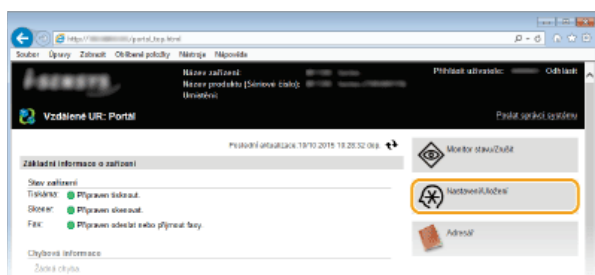 http://
/portal_top.html
Soubor Úpravy Zobrazit Oblíbené položky Nástroje Nápověda
Název zařízení:
Název produktu (Sériové číslo):
Umístění:
Přihlásit uživatele:
Odhlásit
Vzdálené UR: Portál
Poslat správci systému
Poslední aktualizace: 19/10 2015 10:28:32 dop.
Monitor stavu/Zrušit
Základní informace o zařízení
Stav zařízení
Tiskárna: Připraven tisknout.
Nastavení/Uložení
Skener: Připraven skenovat.
Fax: Připraven odeslat nebo přijmout faxy.
Adresář
Chybová informace
Žádná chyba